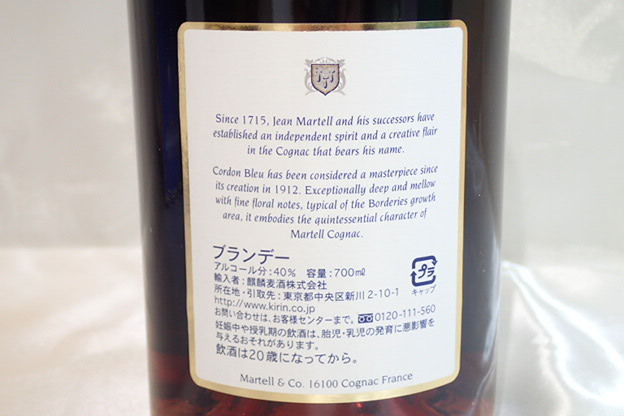 Since 1715, Jean Martell and his successors have
established an independent spirit and a creative flair
in the Cognac that bears his name.
Cordon Bleu has been considered a masterpiece since
its creation in 1912. Exceptionally deep and mellow
with fine floral notes, typical of the Borderies growth
area, it embodies the quintessential character of
Martell Cognac.
ブランデー
アルコール分:40% 容量:700mℓ
輸入者:麒麟麦酒株式会社
所在地・引取先:東京都中央区新川2-10-1
http://www.kirin.co.jp
お問い合わせは、お客様センターまで。 0120-111-560
妊娠中や授乳期の飲酒は、胎児・乳児の発育に悪影響を
与えるおそれがあります。
飲酒は20歳になってから。
プラ
キャップ
Martell & Co. 16100 Cognac France